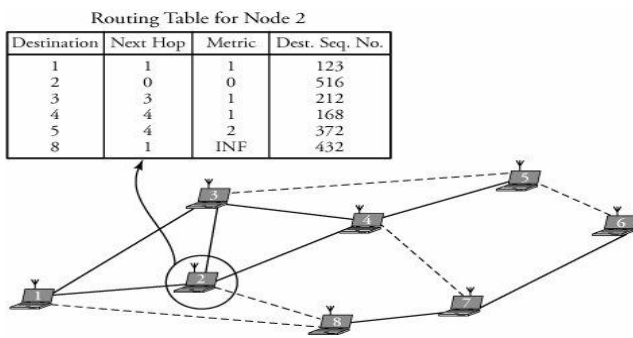 Routing Table for Node 2
Destination Next Hop Metric Dest. Seq. No.
1 1 1 123
2 0 0 516
3 3 1 212
4 4 1 168
5 4 2 372
8 1 INF 432
3
5
4
6
2
1
7
8